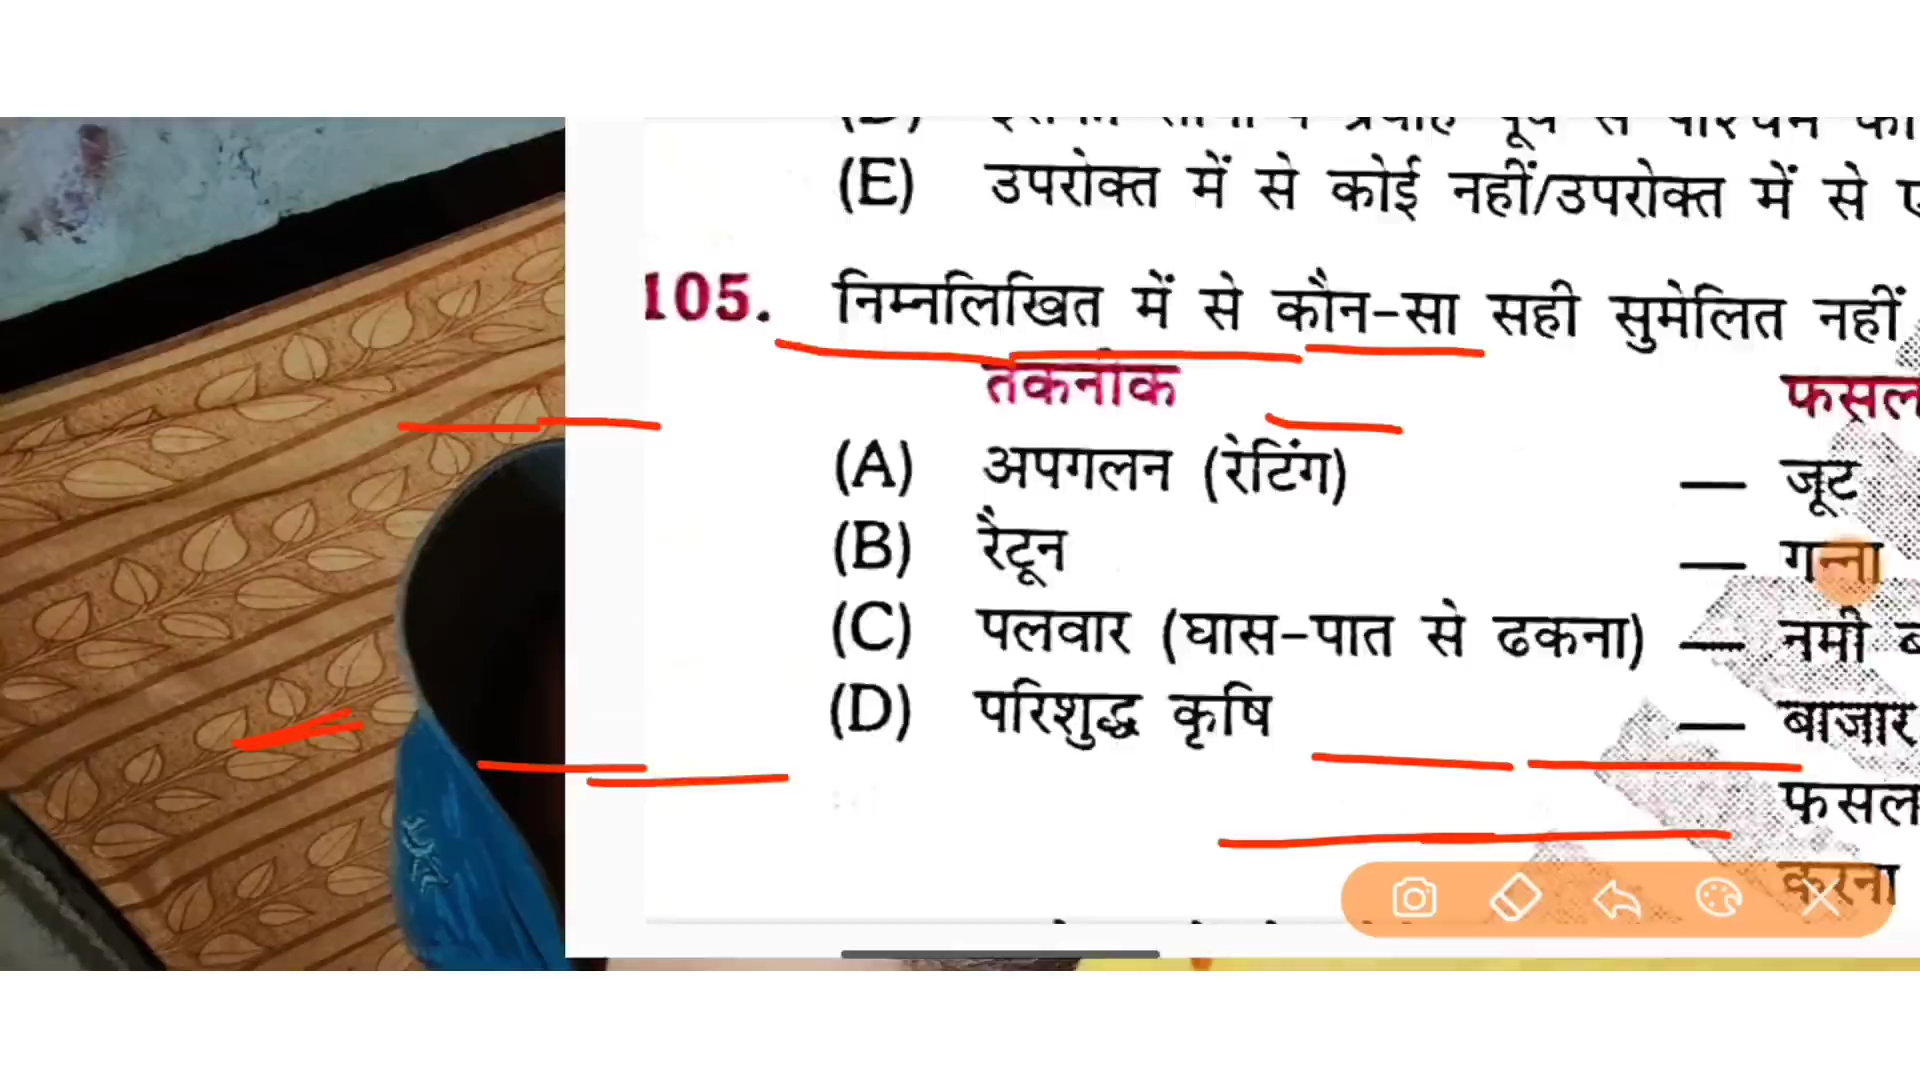 (E) उपरोक्त में से कोई नहीं/उपरोक्त में से
105. निम्नलिखित में से कौन-सा सही सुमेलित नहीं
तकनीक फसल
(A) अपगलन (रेटिंग) — जूट
(B) रैटून — गन्ना
(C) पलवार (घास-पात से ढकना) — नमी
(D) परिशुद्ध कृषि — बाजार
फसल
करना